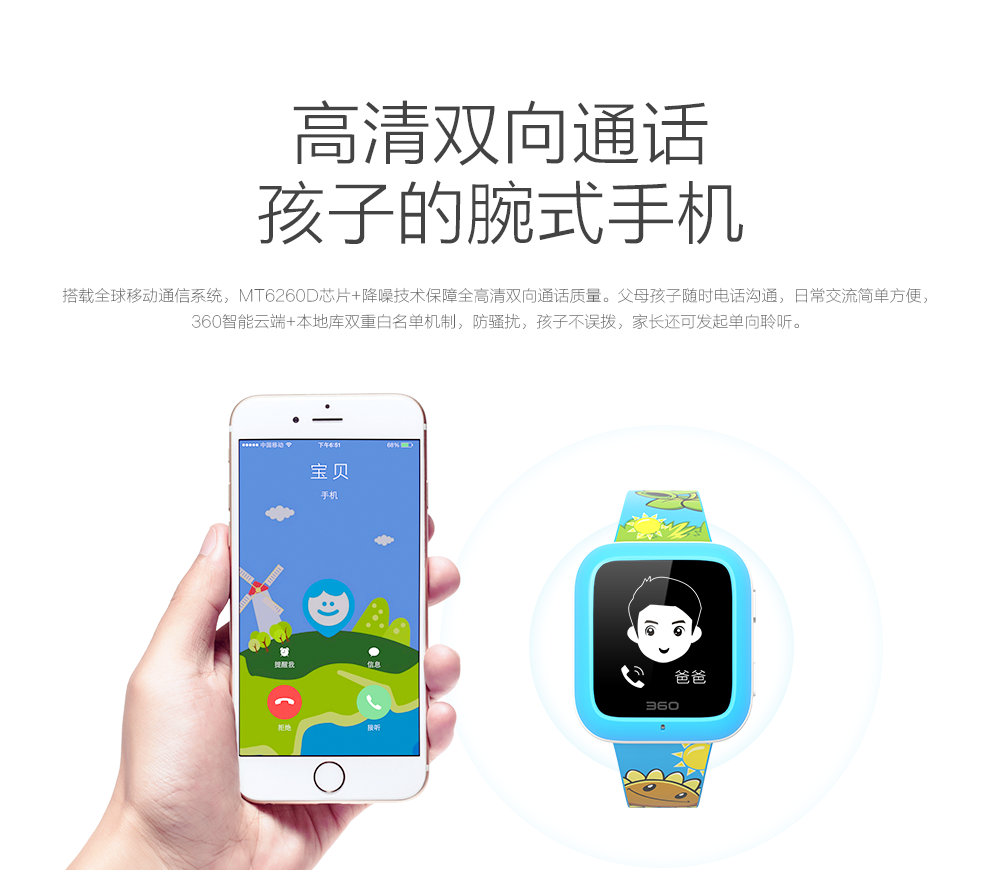 高清双向通话
孩子的腕式手机
搭载全球移动通信系统，MT6260D芯片+降噪技术保障全高清双向通话质量。父母孩子随时电话沟通，日常交流简单方便，
360智能云端+本地库双重白名单机制，防骚扰，孩子不误拨，家长还可发起单向聆听。
中国移动 下午6:51 68%
宝贝
手机
提醒我 信息
拒绝 接听
爸爸
360